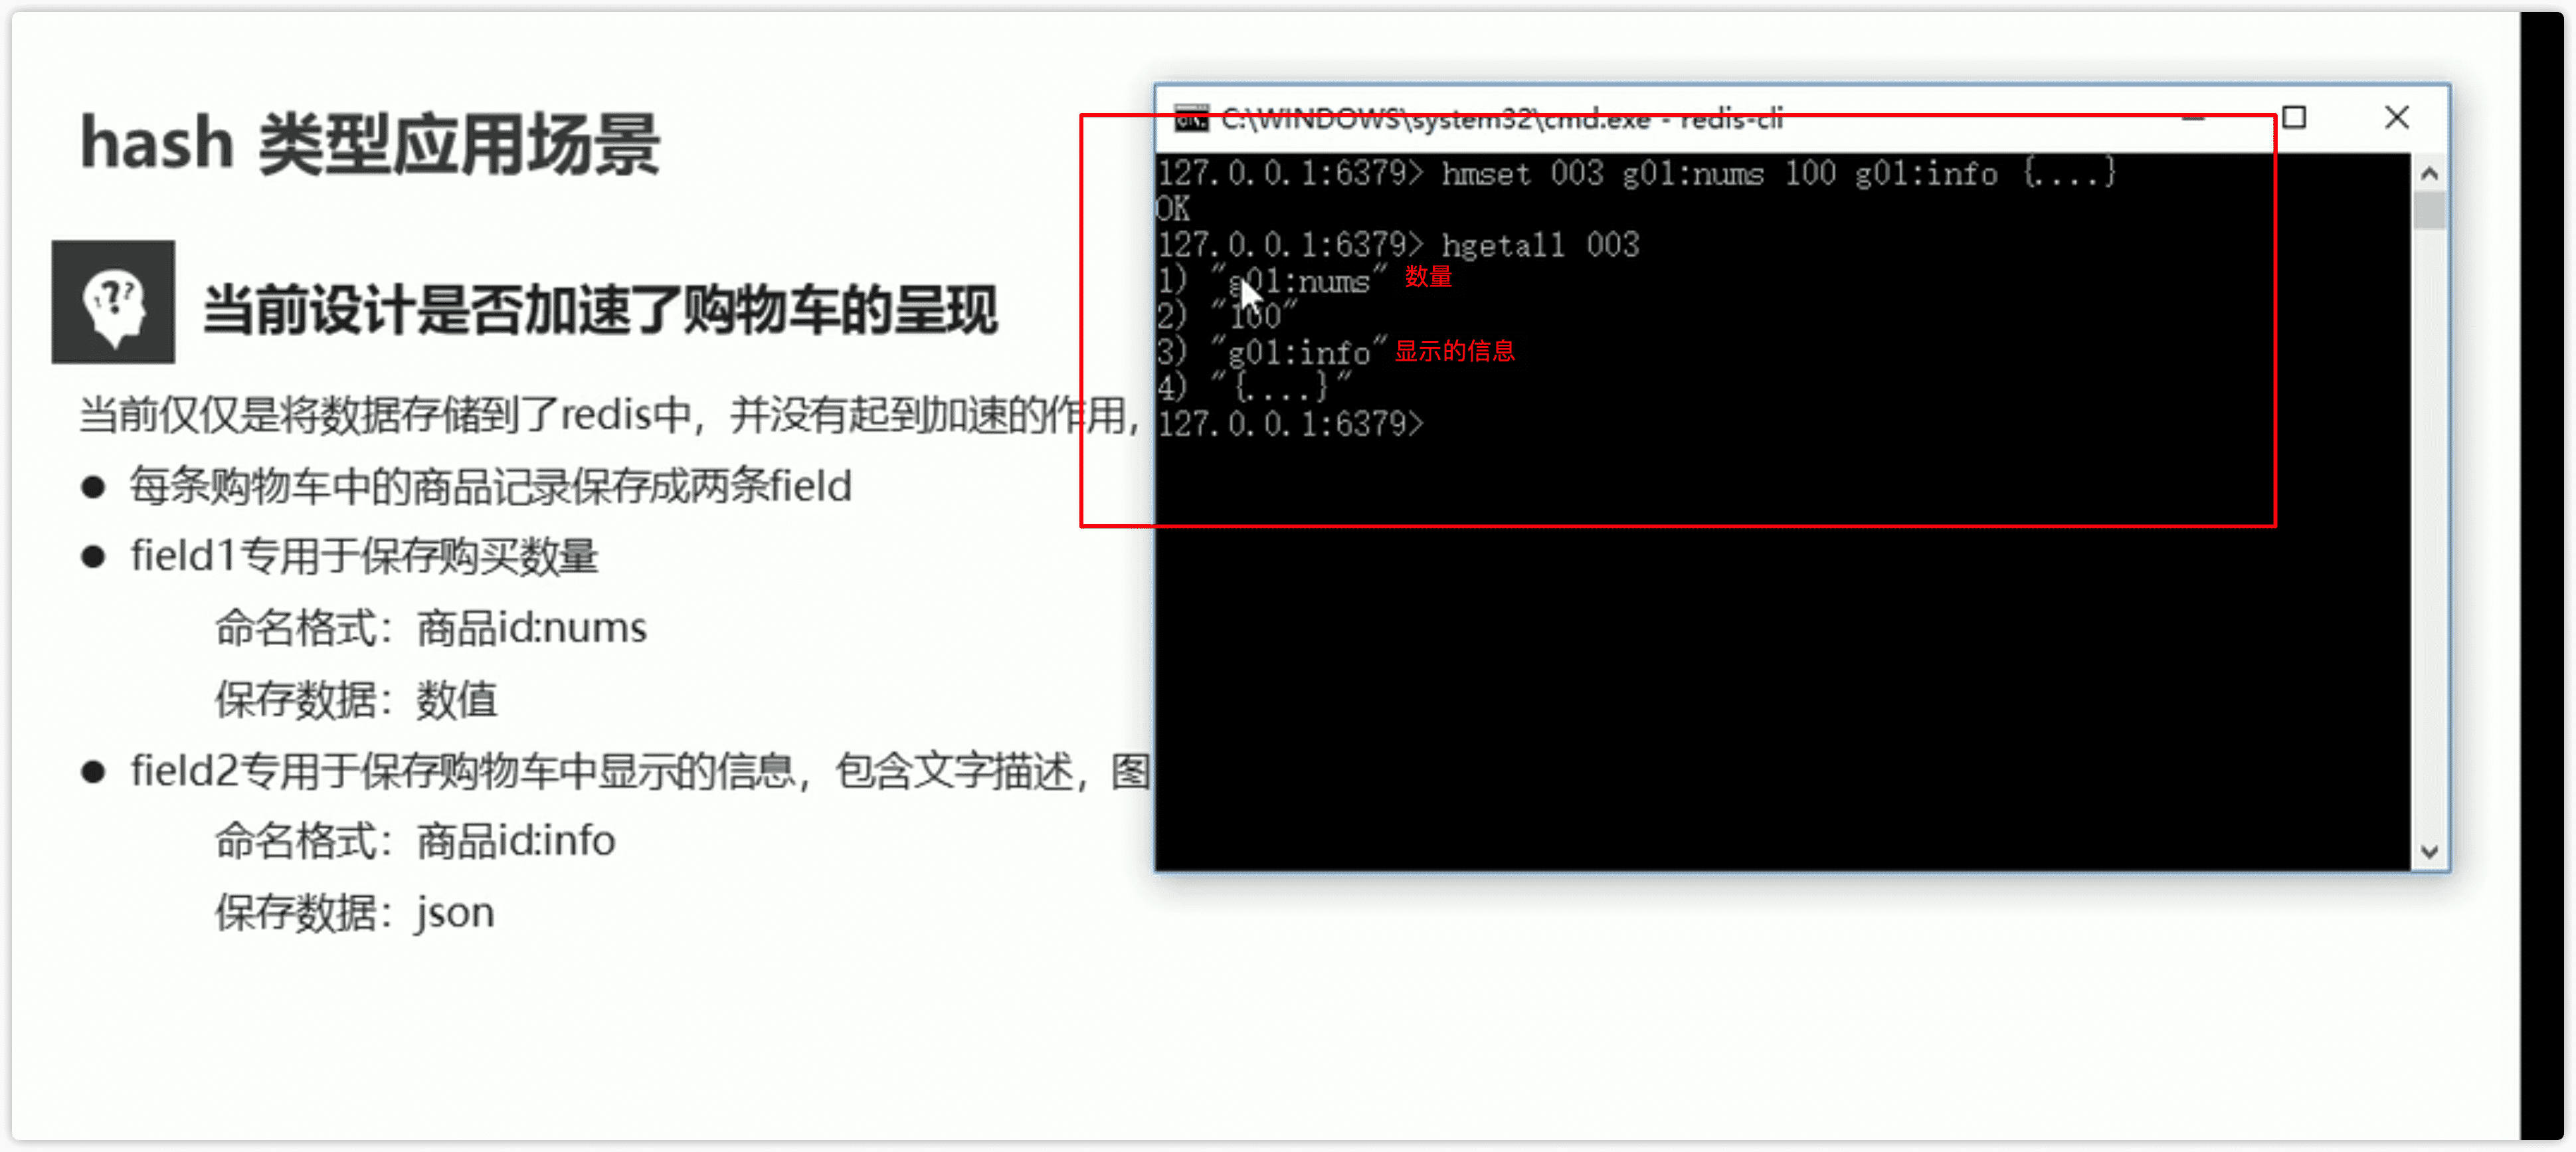 hash 类型应用场景
当前设计是否加速了购物车的呈现
当前仅仅是将数据存储到了redis中，并没有起到加速的作用，
● 每条购物车中的商品记录保存成两条field
● field1专用于保存购买数量
命名格式：商品id:nums
保存数据：数值
● field2专用于保存购物车中显示的信息，包含文字描述，图
命名格式：商品id:info
保存数据：json
C:\WINDOWS\system32\cmd.exe - redis-cli
127.0.0.1:6379> hmset 003 g01:nums 100 g01:info {....}
OK
127.0.0.1:6379> hgetall 003
1) "g01:nums" 数量
2) "100"
3) "g01:info" 显示的信息
4) "{....}"
127.0.0.1:6379>